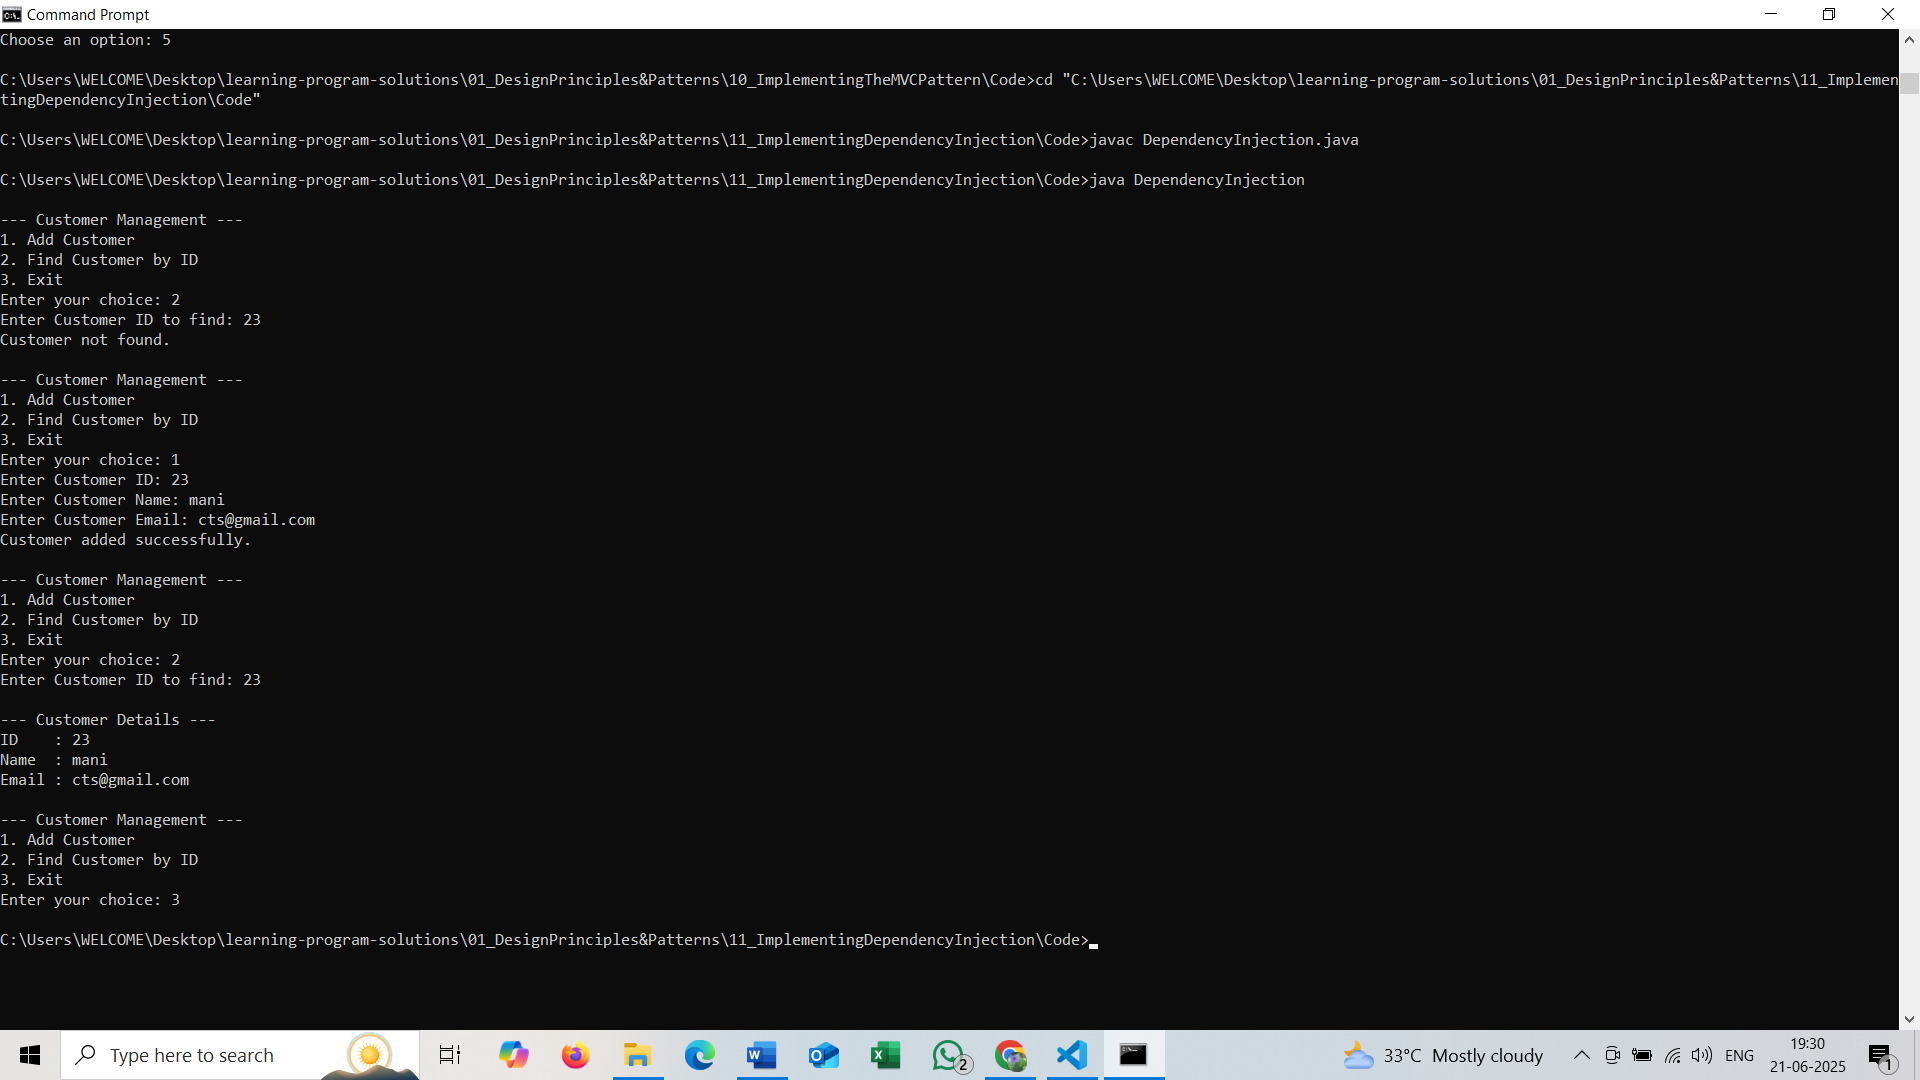 Command Prompt
Choose an option: 5
C:\Users\WELCOME\Desktop\learning-program-solutions\01_DesignPrinciples&Patterns\10_ImplementingTheMVCPattern\Code>cd "C:\Users\WELCOME\Desktop\learning-program-solutions\01_DesignPrinciples&Patterns\11_Implemen
tingDependencyInjection\Code"
C:\Users\WELCOME\Desktop\learning-program-solutions\01_DesignPrinciples&Patterns\11_ImplementingDependencyInjection\Code>javac DependencyInjection.java
C:\Users\WELCOME\Desktop\learning-program-solutions\01_DesignPrinciples&Patterns\11_ImplementingDependencyInjection\Code>java DependencyInjection
--- Customer Management ---
1. Add Customer
2. Find Customer by ID
3. Exit
Enter your choice: 2
Enter Customer ID to find: 23
Customer not found.
--- Customer Management ---
1. Add Customer
2. Find Customer by ID
3. Exit
Enter your choice: 1
Enter Customer ID: 23
Enter Customer Name: mani
Enter Customer Email: cts@gmail.com
Customer added successfully.
--- Customer Management ---
1. Add Customer
2. Find Customer by ID
3. Exit
Enter your choice: 2
Enter Customer ID to find: 23
--- Customer Details ---
ID    : 23
Name  : mani
Email : cts@gmail.com
--- Customer Management ---
1. Add Customer
2. Find Customer by ID
3. Exit
Enter your choice: 3
C:\Users\WELCOME\Desktop\learning-program-solutions\01_DesignPrinciples&Patterns\11_ImplementingDependencyInjection\Code>
Type here to search
2
33°C Mostly cloudy
ENG
19:30
21-06-2025
1